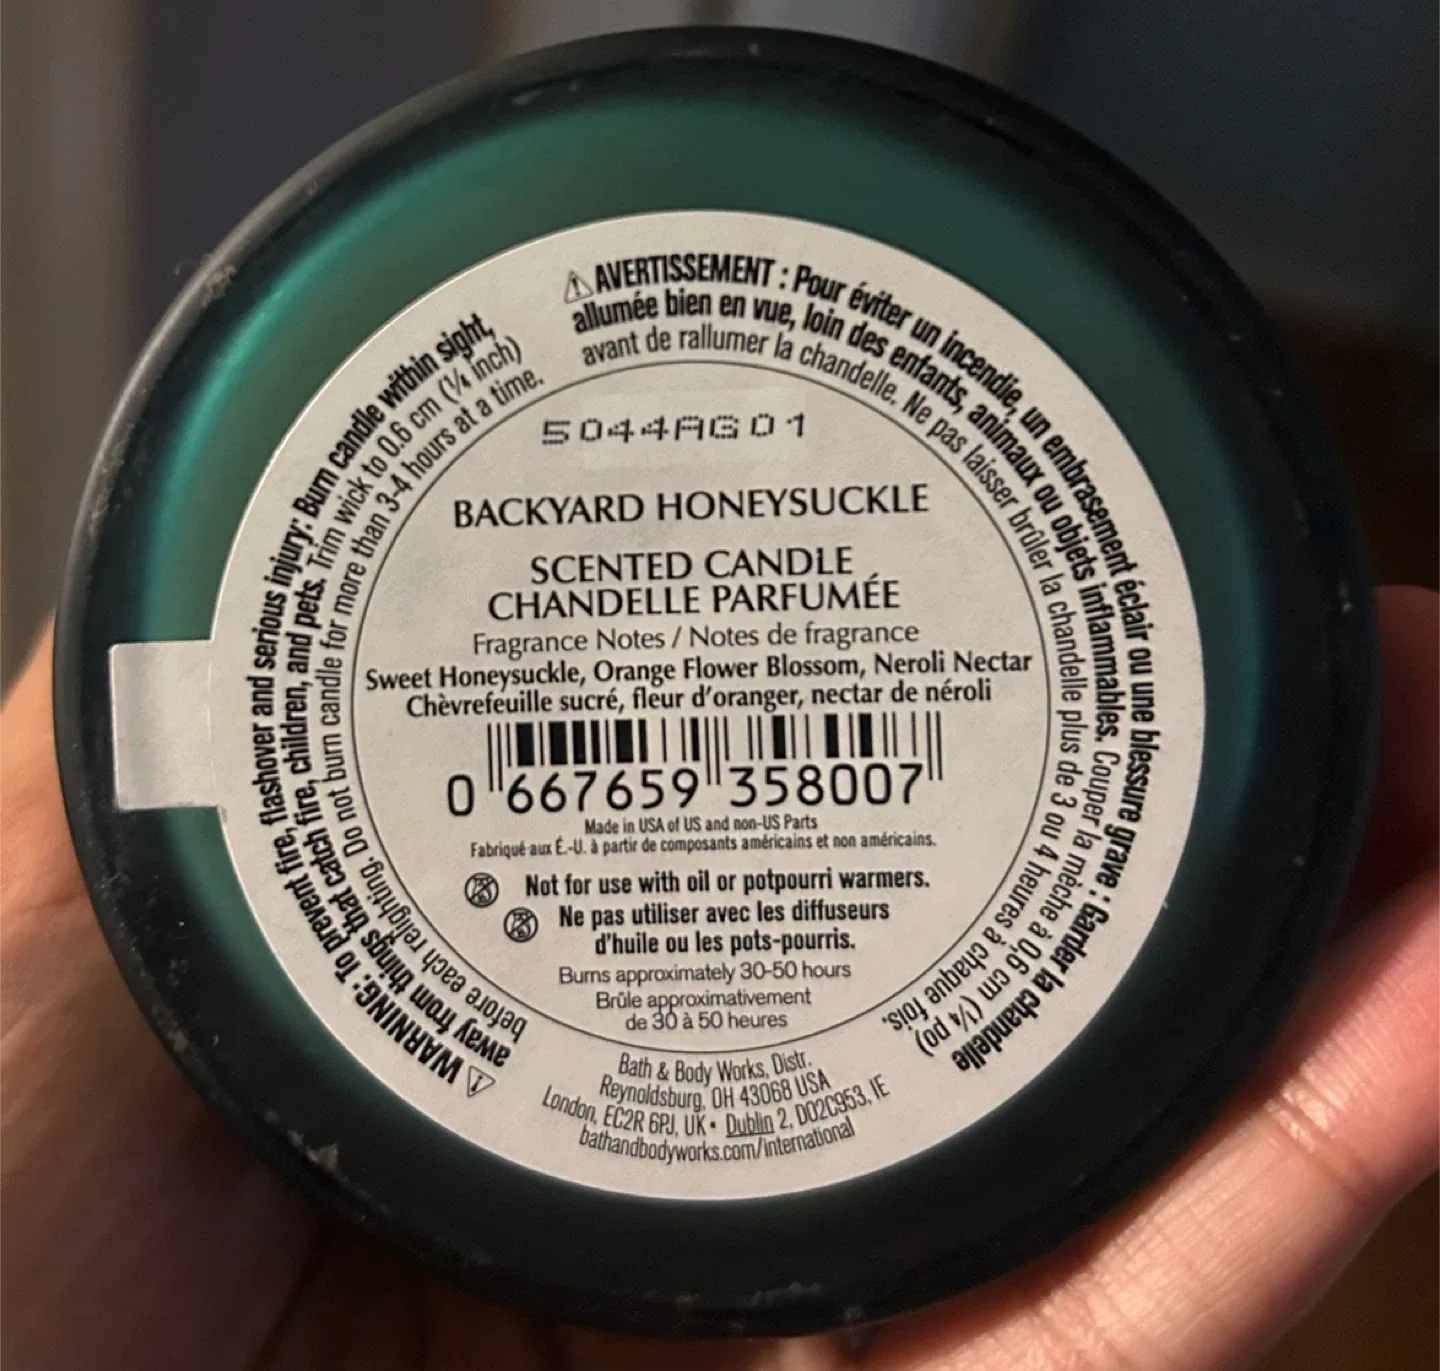 WARNING: To prevent fire, flashover and serious injury: Burn candle within sight,
away from things that catch fire, children, and pets. Trim wick to 0.6 cm (¼ inch)
before each relighting. Do not burn candle for more than 3-4 hours at a time.
AVERTISSEMENT : Pour éviter un incendie, un embrasement éclair ou une blessure grave : Garder la chandelle
allumée bien en vue, loin des enfants, animaux ou objets inflammables. Couper la mèche à 0,6 cm (¼ po)
avant de rallumer la chandelle. Ne pas laisser brûler la chandelle plus de 3 ou 4 heures à chaque fois.
5044AG01
BACKYARD HONEYSUCKLE
SCENTED CANDLE
CHANDELLE PARFUMÉE
Fragrance Notes / Notes de fragrance
Sweet Honeysuckle, Orange Flower Blossom, Neroli Nectar
Chèvrefeuille sucré, fleur d'oranger, nectar de néroli
0 667659 358007
Made in USA of US and non-US Parts
Fabriqué aux É.-U. à partir de composants américains et non américains.
Not for use with oil or potpourri warmers.
Ne pas utiliser avec les diffuseurs
d'huile ou les pots-pourris.
Burns approximately 30-50 hours
Brûle approximativement
de 30 à 50 heures
Bath & Body Works, Distr.
Reynoldsburg, OH 43068 USA
London, EC2R 6PJ, UK • Dublin 2, D02C953, IE
bathandbodyworks.com/international